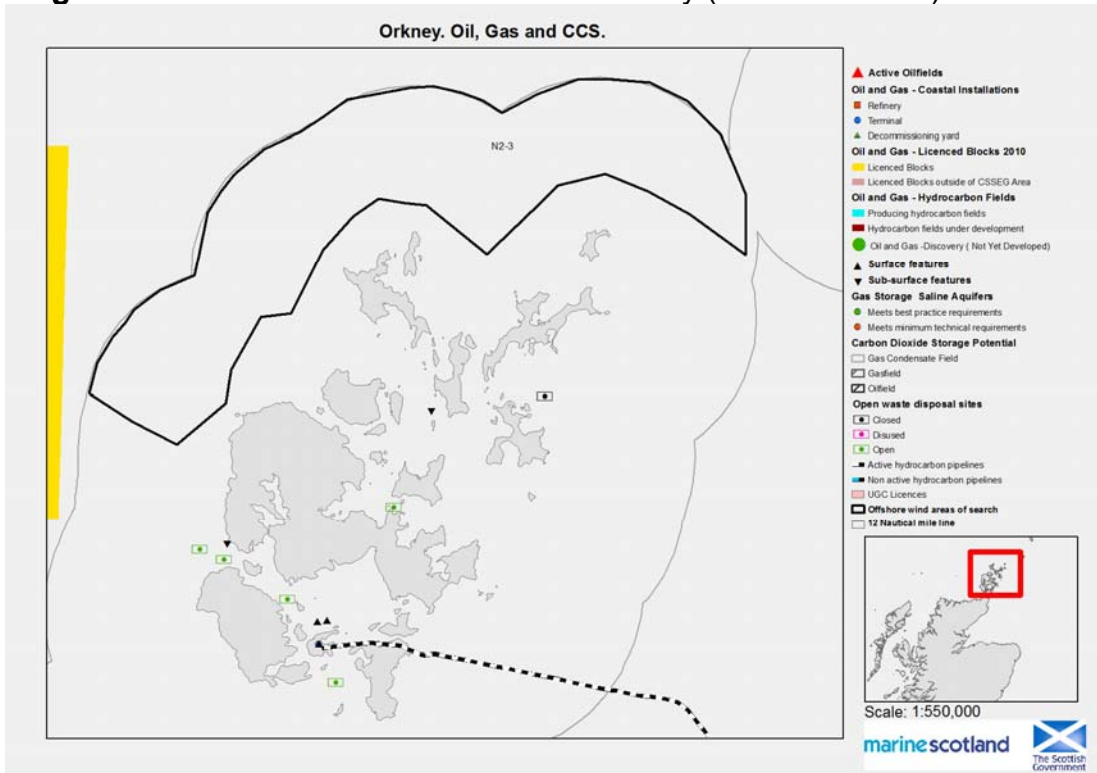 Orkney. Oil, Gas and CCS.
N2-3
Active Oilfields
Oil and Gas - Coastal Installations
Refinery
Terminal
Decommissioning yard
Oil and Gas - Licenced Blocks 2010
Licenced Blocks
Licenced Blocks outside of CSSEG Area
Oil and Gas - Hydrocarbon Fields
Producing hydrocarbon fields
Hydrocarbon fields under development
Oil and Gas -Discovery ( Not Yet Developed)
Surface features
Sub-surface features
Gas Storage Saline Aquifers
Meets best practice requirements
Meets minimum technical requirements
Carbon Dioxide Storage Potential
Gas Condensate Field
Gasfield
Oilfield
Open waste disposal sites
Closed
Disused
Open
Active hydrocarbon pipelines
Non active hydrocarbon pipelines
UGC Licences
Offshore wind areas of search
12 Nautical mile line
Scale: 1:550,000
marinescotland
The Scottish
Government